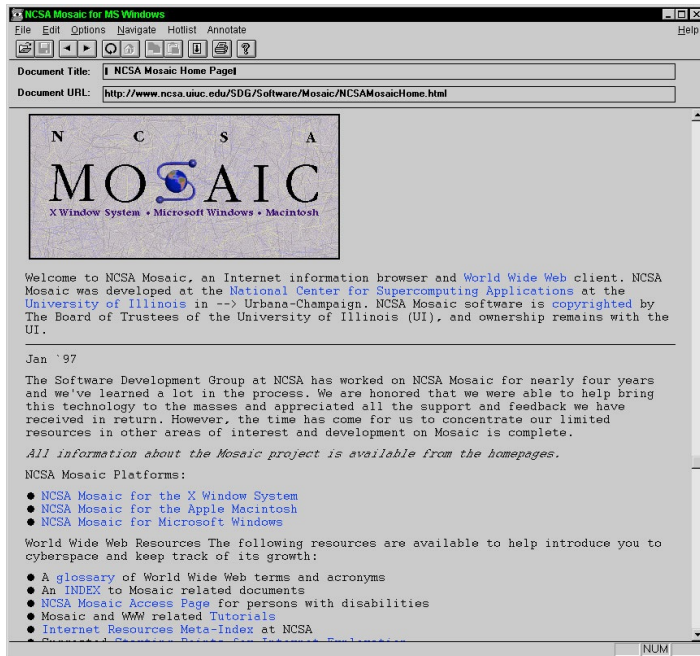 NCSA Mosaic for MS Windows
File Edit Options Navigate Hotlist Annotate Help
Document Title: NCSA Mosaic Home Page
Document URL: http://www.ncsa.uiuc.edu/SDG/Software/Mosaic/NCSAMosaicHome.html
N C S A
MOSAIC
X Window System • Microsoft Windows • Macintosh
Welcome to NCSA Mosaic, an Internet information browser and World Wide Web client. NCSA
Mosaic was developed at the National Center for Supercomputing Applications at the
University of Illinois in --> Urbana-Champaign. NCSA Mosaic software is copyrighted by
The Board of Trustees of the University of Illinois (UI), and ownership remains with the
UI.
Jan `97
The Software Development Group at NCSA has worked on NCSA Mosaic for nearly four years
and we've learned a lot in the process. We are honored that we were able to help bring
this technology to the masses and appreciated all the support and feedback we have
received in return. However, the time has come for us to concentrate our limited
resources in other areas of interest and development on Mosaic is complete.
All information about the Mosaic project is available from the homepages.
NCSA Mosaic Platforms:
● NCSA Mosaic for the X Window System
● NCSA Mosaic for the Apple Macintosh
● NCSA Mosaic for Microsoft Windows
World Wide Web Resources The following resources are available to help introduce you to
cyberspace and keep track of its growth:
● A glossary of World Wide Web terms and acronyms
● An INDEX to Mosaic related documents
● NCSA Mosaic Access Page for persons with disabilities
● Mosaic and WWW related Tutorials
● Internet Resources Meta-Index at NCSA
● Suggested Starting Points for Internet Exploration
NUM